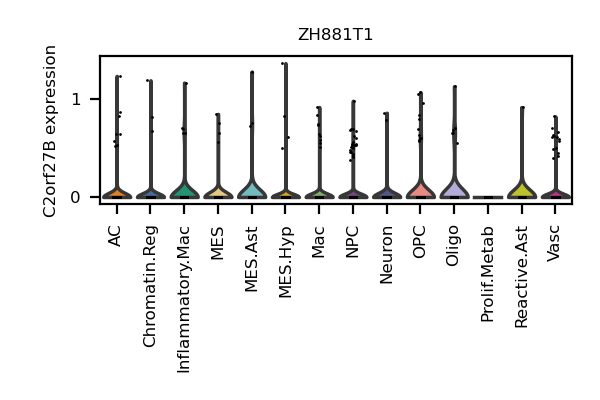 ZH881T1
C2orf27B expression
1
0
AC
Chromatin.Reg
Inflammatory.Mac
MES
MES.Ast
MES.Hyp
Mac
NPC
Neuron
OPC
Oligo
Prolif.Metab
Reactive.Ast
Vasc